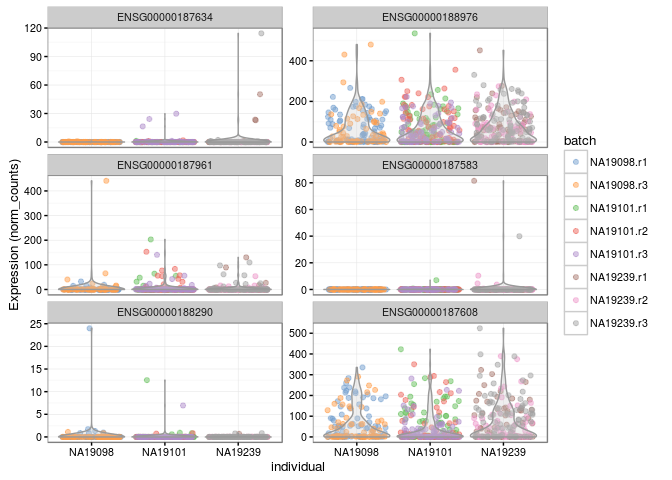 ENSG00000187634
ENSG00000188976
120
90
60
30
0
400
200
0
ENSG00000187961
ENSG00000187583
400
300
200
100
0
80
60
40
20
0
ENSG00000188290
ENSG00000187608
25
20
15
10
5
0
500
400
300
200
100
0
NA19098
NA19101
NA19239
NA19098
NA19101
NA19239
individual
Expression (norm_counts)
batch
NA19098.r1
NA19098.r3
NA19101.r1
NA19101.r2
NA19101.r3
NA19239.r1
NA19239.r2
NA19239.r3